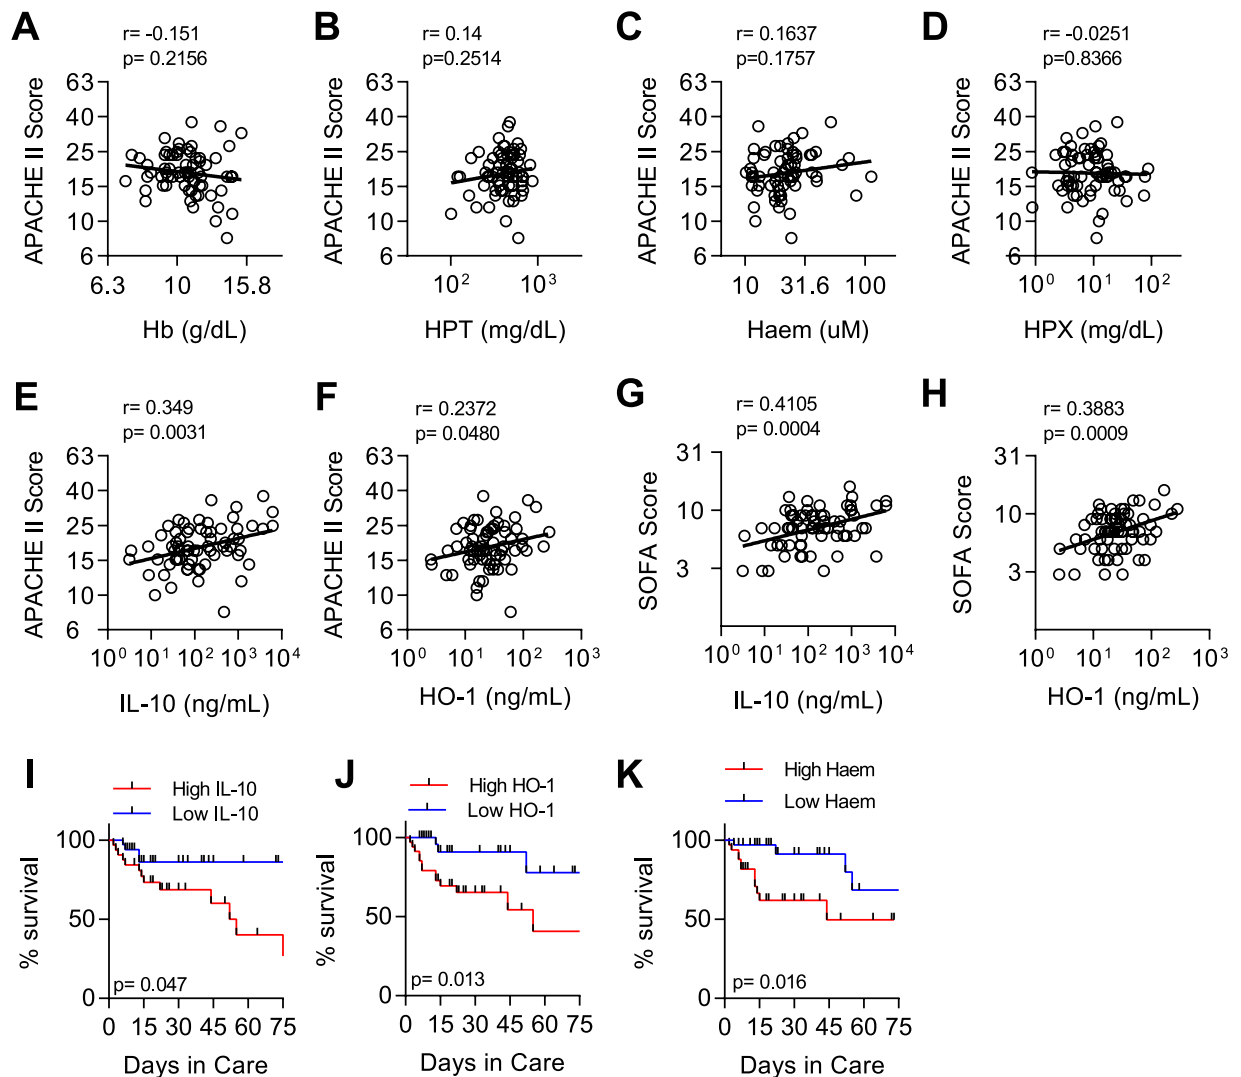 A
r= -0.151
p= 0.2156
APACHE II Score
63
40
25
15
10
6
6.3 10 15.8
Hb (g/dL)
B
r= 0.14
p=0.2514
APACHE II Score
63
40
25
15
10
6
10² 10³
HPT (mg/dL)
C
r= 0.1637
p=0.1757
APACHE II Score
63
40
25
15
10
6
10 31.6 100
Haem (uM)
D
r= -0.0251
p=0.8366
APACHE II Score
63
40
25
15
10
6
10⁰ 10¹ 10²
HPX (mg/dL)
E
r= 0.349
p= 0.0031
APACHE II Score
63
40
25
15
10
6
10⁰ 10¹ 10² 10³ 10⁴
IL-10 (ng/mL)
F
r= 0.2372
p= 0.0480
APACHE II Score
63
40
25
15
10
6
10⁰ 10¹ 10² 10³
HO-1 (ng/mL)
G
r= 0.4105
p= 0.0004
SOFA Score
31
10
3
10⁰ 10¹ 10² 10³ 10⁴
IL-10 (ng/mL)
H
r= 0.3883
p= 0.0009
SOFA Score
31
10
3
10⁰ 10¹ 10² 10³
HO-1 (ng/mL)
I
High IL-10
Low IL-10
% survival
100
50
0
p= 0.047
0 15 30 45 60 75
Days in Care
J
High HO-1
Low HO-1
% survival
100
50
0
p= 0.013
0 15 30 45 60 75
Days in Care
K
High Haem
Low Haem
% survival
100
50
0
p= 0.016
0 15 30 45 60 75
Days in Care